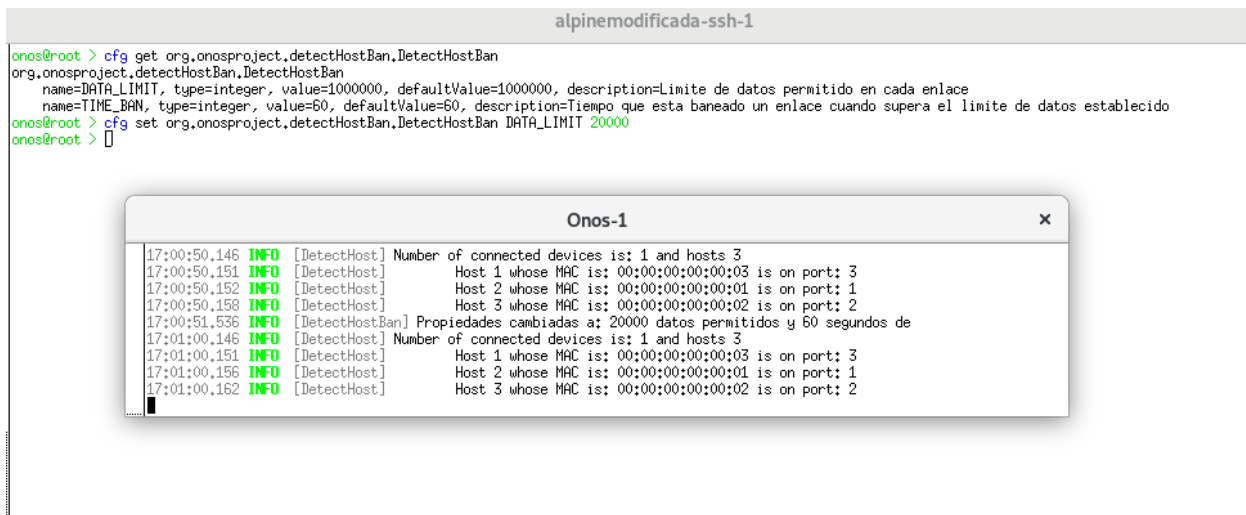 alpinemodificada-ssh-1
onos@root > cfg get org.onosproject.detectHostBan.DetectHostBan
org.onosproject.detectHostBan.DetectHostBan
    name=DATA_LIMIT, type=integer, value=1000000, defaultValue=1000000, description=Limite de datos permitido en cada enlace
    name=TIME_BAN, type=integer, value=60, defaultValue=60, description=Tiempo que esta baneado un enlace cuando supera el limite de datos establecido
onos@root > cfg set org.onosproject.detectHostBan.DetectHostBan DATA_LIMIT 20000
onos@root >
Onos-1 ×
17:00:50.146 INFO [DetectHost] Number of connected devices is: 1 and hosts 3
17:00:50.151 INFO [DetectHost] Host 1 whose MAC is: 00:00:00:00:00:03 is on port: 3
17:00:50.152 INFO [DetectHost] Host 2 whose MAC is: 00:00:00:00:00:01 is on port: 1
17:00:50.158 INFO [DetectHost] Host 3 whose MAC is: 00:00:00:00:00:02 is on port: 2
17:00:51.536 INFO [DetectHostBan] Propiedades cambiadas a: 20000 datos permitidos y 60 segundos de
17:01:00.146 INFO [DetectHost] Number of connected devices is: 1 and hosts 3
17:01:00.151 INFO [DetectHost] Host 1 whose MAC is: 00:00:00:00:00:03 is on port: 3
17:01:00.156 INFO [DetectHost] Host 2 whose MAC is: 00:00:00:00:00:01 is on port: 1
17:01:00.162 INFO [DetectHost] Host 3 whose MAC is: 00:00:00:00:00:02 is on port: 2